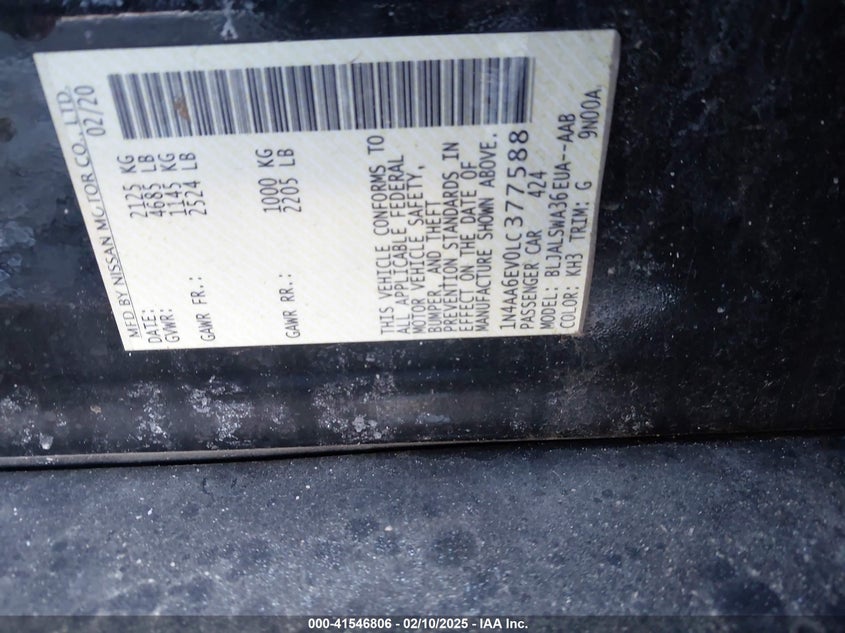 MFD BY NISSAN MOTOR CO., LTD.
DATE: 02/20
GVWR: 2125 KG
4685 LB
GAWR FR.: 1145 KG
2524 LB
GAWR RR.: 1000 KG
2205 LB
THIS VEHICLE CONFORMS TO
ALL APPLICABLE FEDERAL
MOTOR VEHICLE SAFETY,
BUMPER, AND THEFT
PREVENTION STANDARDS IN
EFFECT ON THE DATE OF
MANUFACTURE SHOWN ABOVE.
1N4AA6EV0LC377588
PASSENGER CAR 424
MODEL: BLJALSWA36EUA--AAB
COLOR: KH3 TRIM: G 9N00A
000-41546806 - 02/10/2025 - IAA Inc.